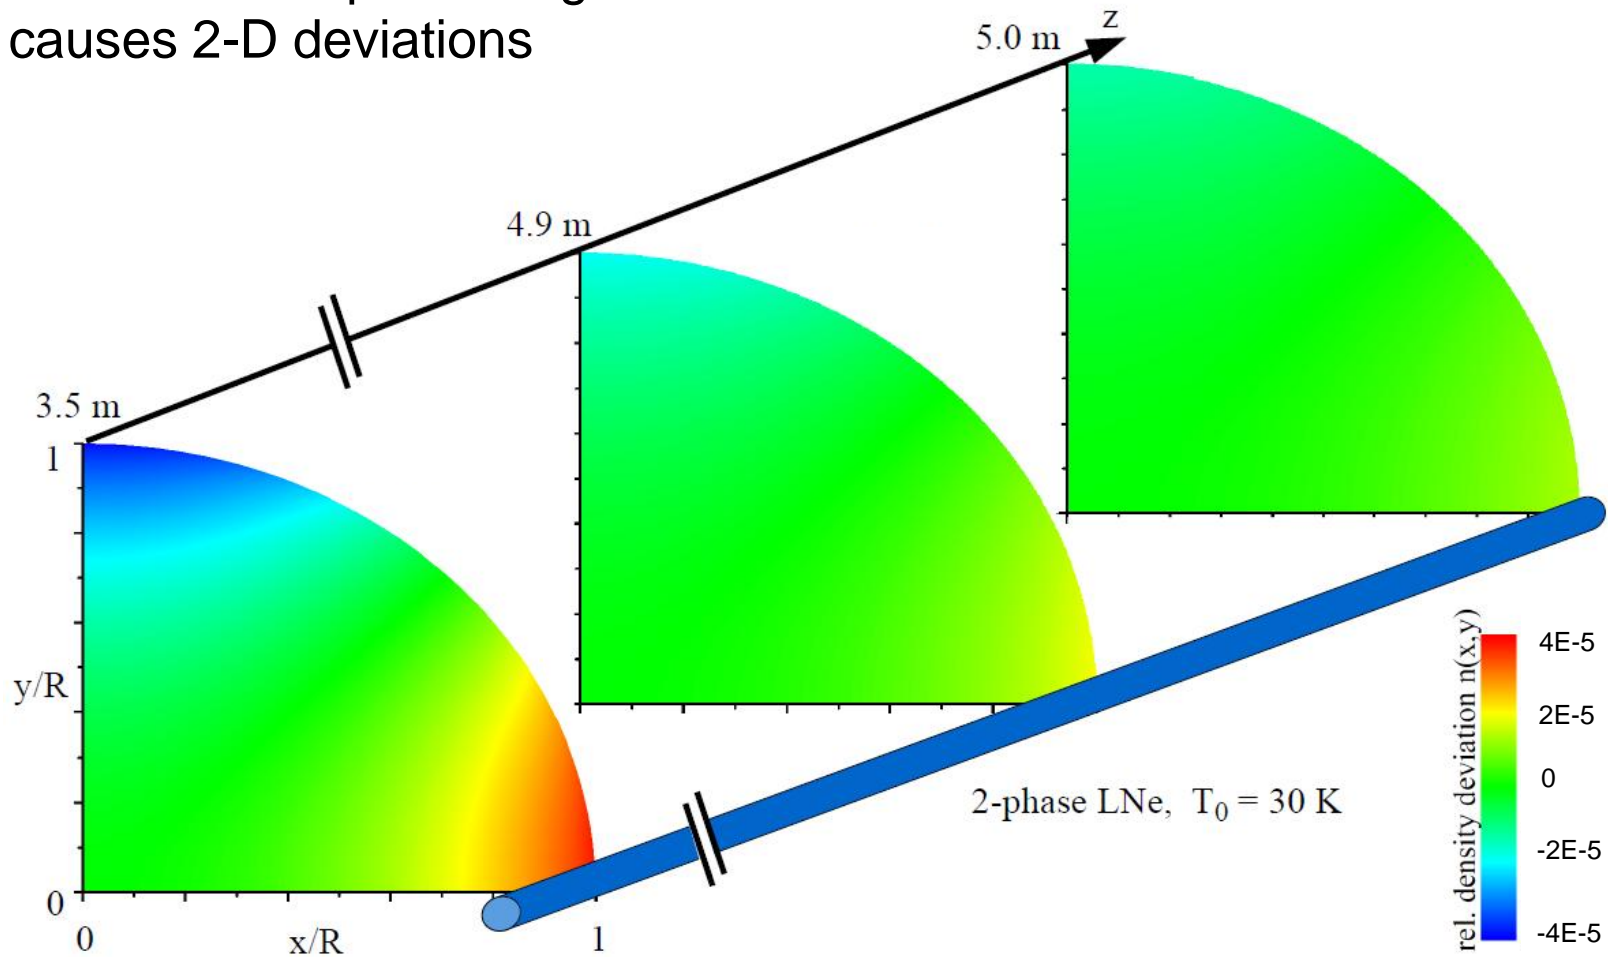 causes 2-D deviations
5.0 m
z
4.9 m
3.5 m
1
y/R
0
0
x/R
1
2-phase LNe, T₀ = 30 K
rel. density deviation n(x,y)
4E-5
2E-5
0
-2E-5
-4E-5